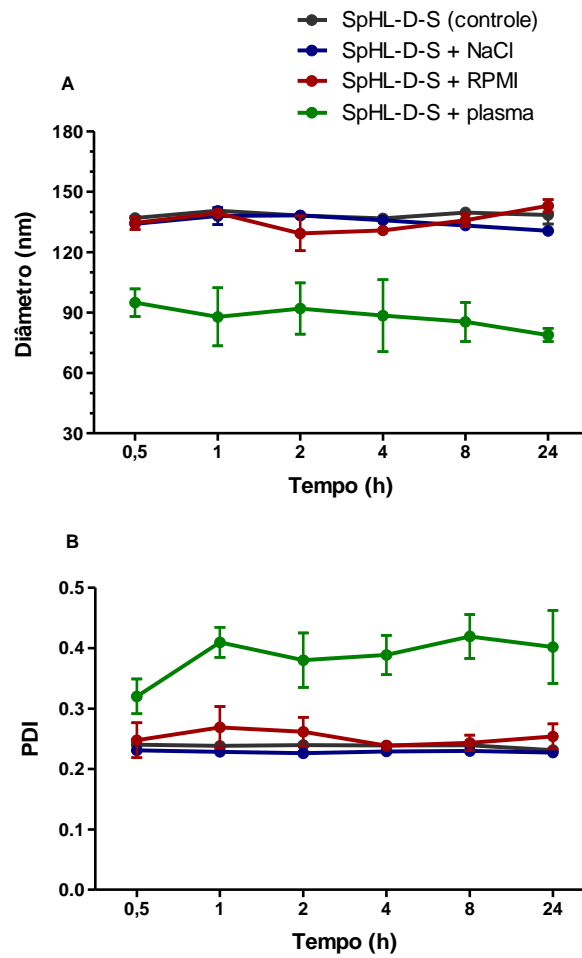 SpHL-D-S (controle)
SpHL-D-S + NaCl
SpHL-D-S + RPMI
SpHL-D-S + plasma
A
180
150
120
90
60
30
Diâmetro (nm)
0,5 1 2 4 8 24
Tempo (h)
B
0.5
0.4
0.3
0.2
0.1
0.0
PDI
0,5 1 2 4 8 24
Tempo (h)